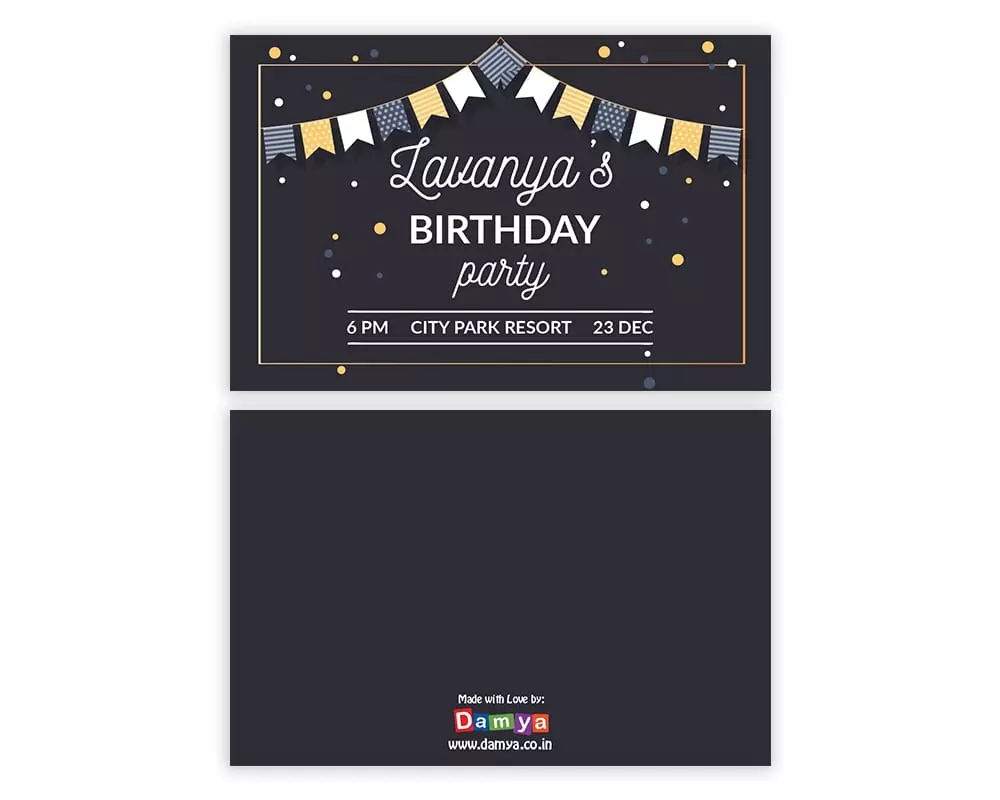 Lavanya's
BIRTHDAY
party
6 PM CITY PARK RESORT 23 DEC
Made with Love by:
Damya
www.damya.co.in